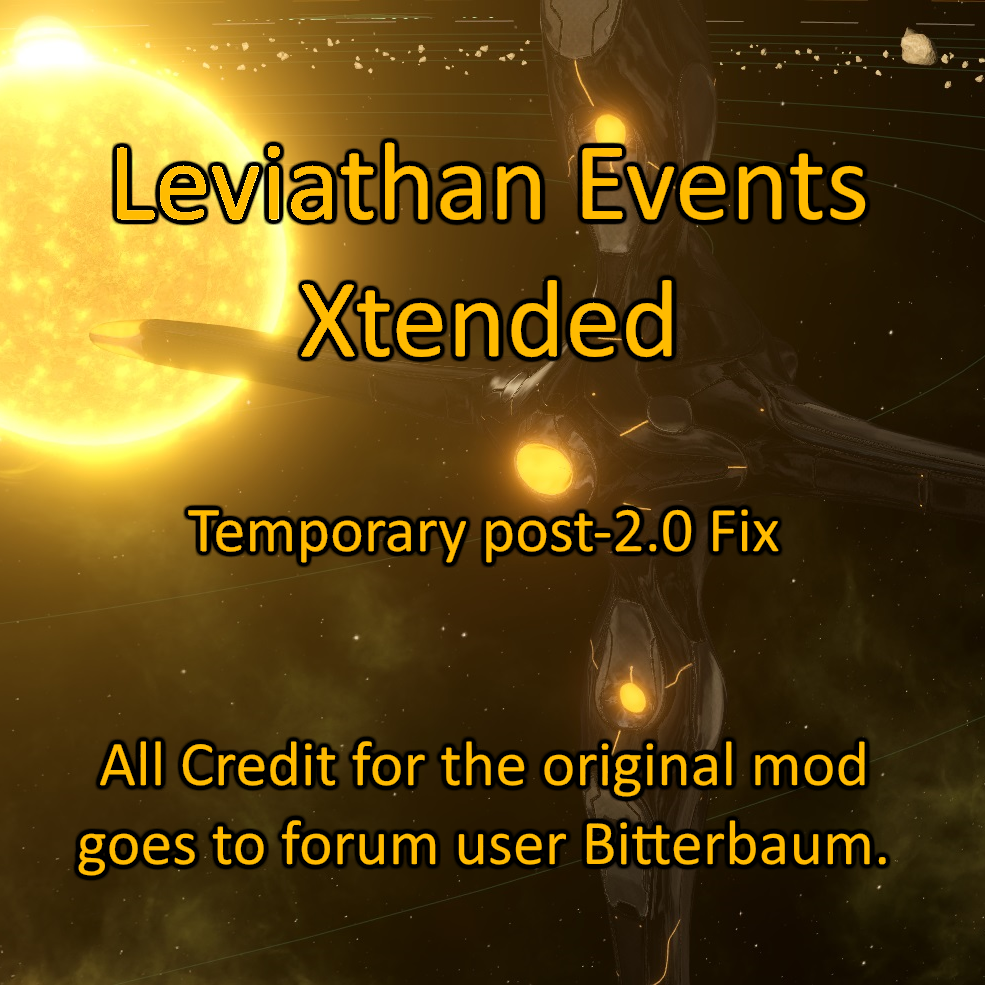 Leviathan Events
Xtended
Temporary post-2.0 Fix
All Credit for the original mod
goes to forum user Bitterbaum.